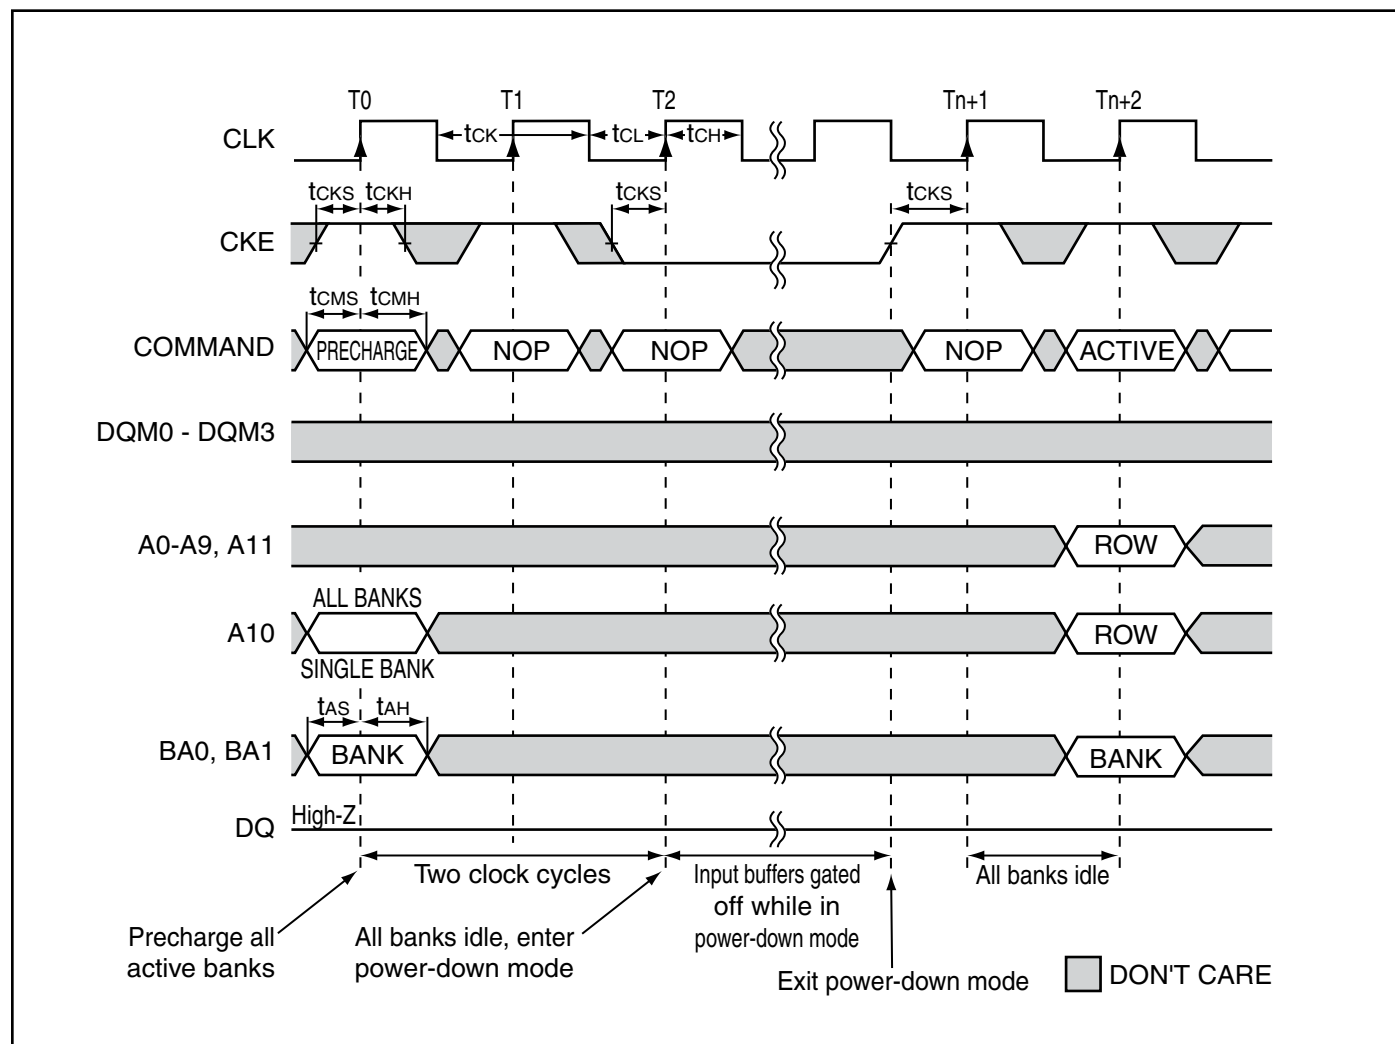 T0 T1 T2 Tn+1 Tn+2
CLK tCK tCL tCH
tCKS tCKH tCKS tCKS
CKE
tCMS tCMH
COMMAND PRECHARGE NOP NOP NOP ACTIVE
DQM0 - DQM3
A0-A9, A11 ROW
ALL BANKS
A10 ROW
SINGLE BANK
tAS tAH
BA0, BA1 BANK BANK
High-Z
DQ
Two clock cycles
Input buffers gated
off while in
power-down mode
All banks idle
Precharge all
active banks
All banks idle, enter
power-down mode
Exit power-down mode
DON'T CARE